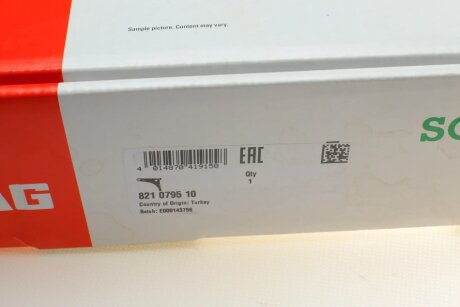 Sample picture. Content may vary.
SC
4 014870 419150
EAC
Qty
1
821 0795 10
Country of Origin: Turkey
Batch: E000143756
AG